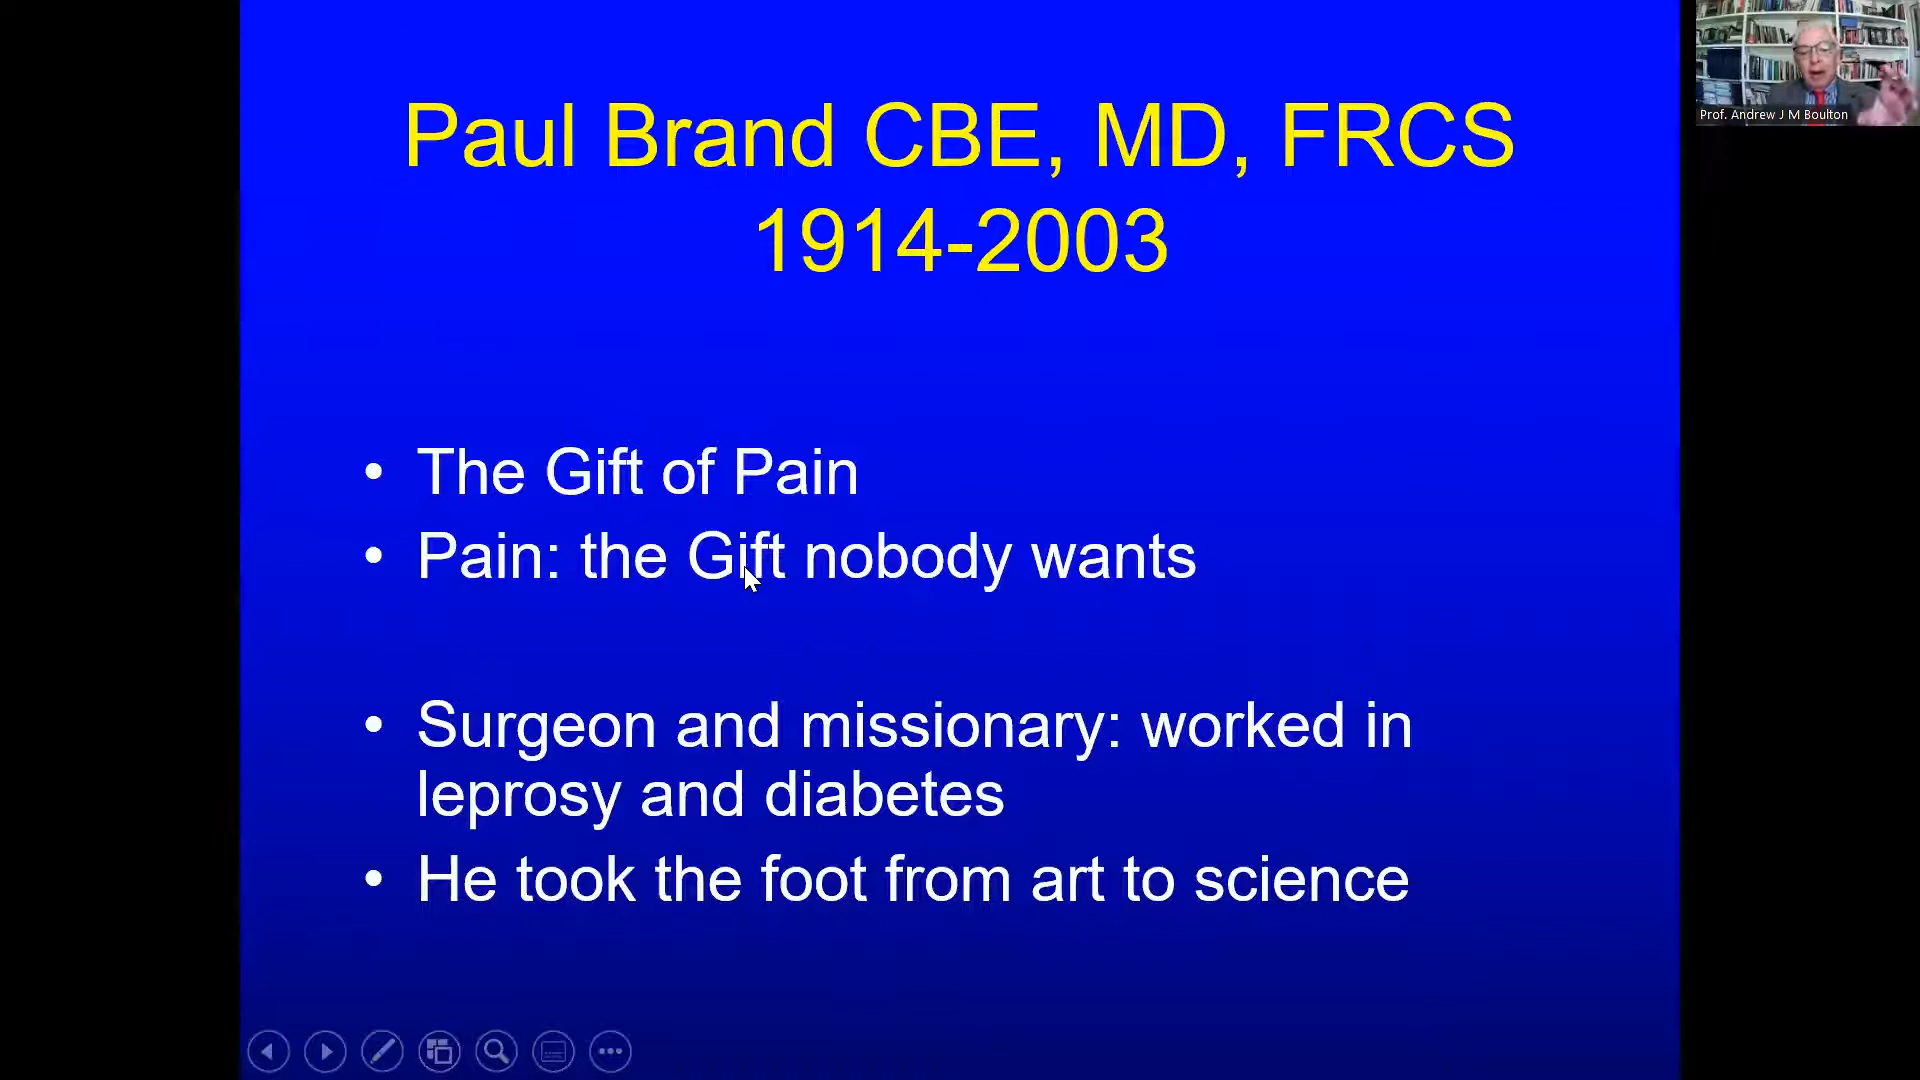 Paul Brand CBE, MD, FRCS
1914-2003
Prof. Andrew J M Boulton
• The Gift of Pain
• Pain: the Gift nobody wants
• Surgeon and missionary: worked in
leprosy and diabetes
• He took the foot from art to science